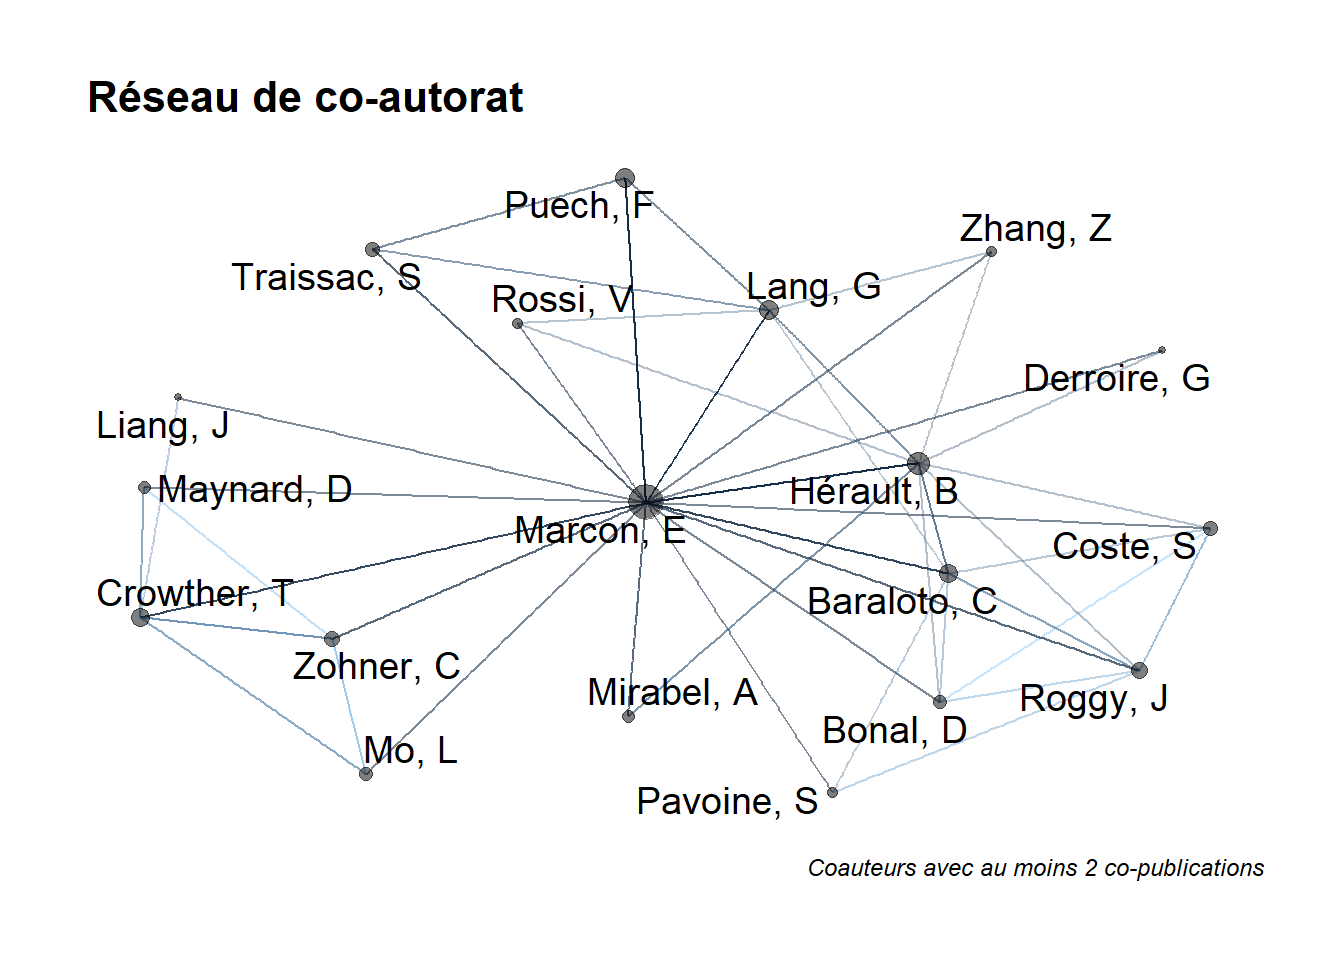 Réseau de co-autorat
Puech, F
Zhang, Z
Traissac, S
Lang, G
Rossi, V
Derroire, G
Liang, J
Maynard, D
Hérault, B
Marcon, E
Coste, S
Crowther, T
Baraloto, C
Zohner, C
Mirabel, A
Roggy, J
Bonal, D
Mo, L
Pavoine, S
Coauteurs avec au moins 2 co-publications